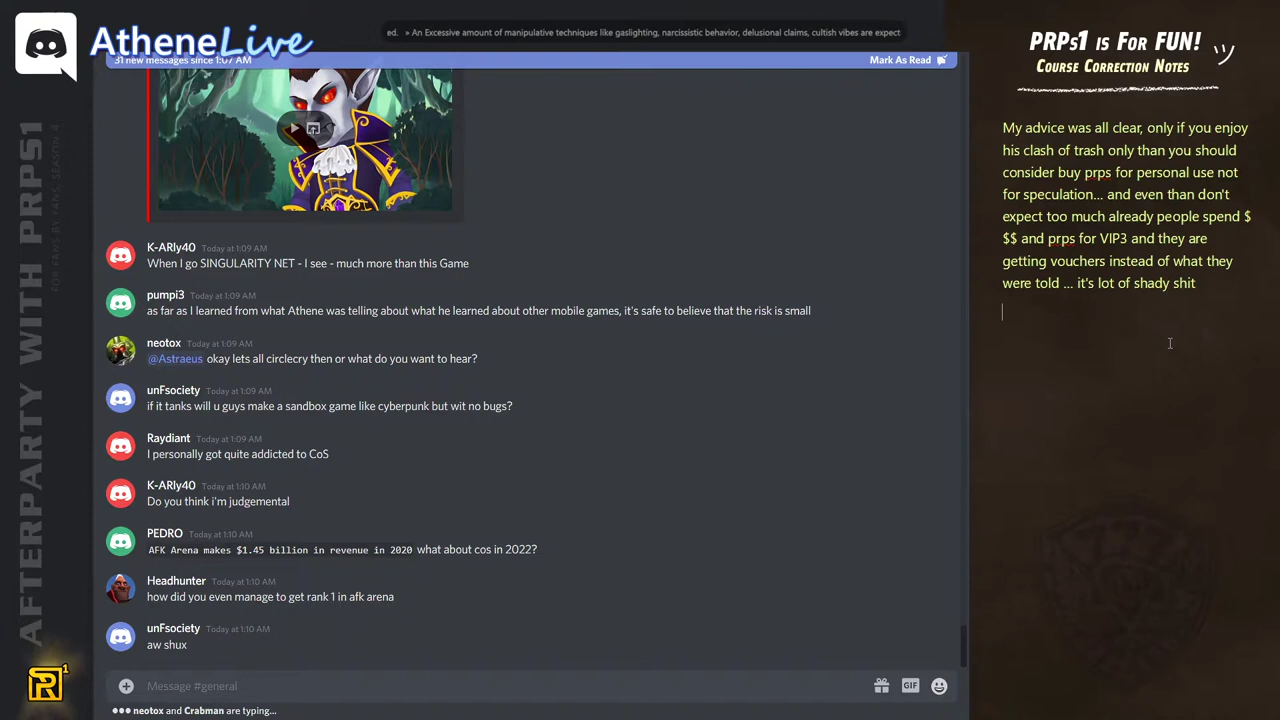 AtheneLive
ed. » An Excessive amount of manipulative techniques like gaslighting, narcissistic behavior, delusional claims, cultish vibes are expect
31 new messages since 1:07 AM
Mark As Read
K-ARly40 Today at 1:09 AM
When I go SINGULARITY NET - I see - much more than this Game
pumpi3 Today at 1:09 AM
as far as I learned from what Athene was telling about what he learned about other mobile games, it's safe to believe that the risk is small
neotox Today at 1:09 AM
@Astraeus okay lets all circlecry then or what do you want to hear?
unFsociety Today at 1:09 AM
if it tanks will u guys make a sandbox game like cyberpunk but wit no bugs?
Raydiant Today at 1:09 AM
I personally got quite addicted to CoS
K-ARly40 Today at 1:10 AM
Do you think i'm judgemental
PEDRO Today at 1:10 AM
AFK Arena makes $1.45 billion in revenue in 2020 what about cos in 2022?
Headhunter Today at 1:10 AM
how did you even manage to get rank 1 in afk arena
unFsociety Today at 1:10 AM
aw shux
Message #general
GIF
neotox and Crabman are typing...
AFTERPARTY WITH PRPS1
FOR FANS BY FANS, SEASON 4
R1
PRPS1 IS FOR FUN! ツ
COURSE CORRECTION NOTES
My advice was all clear, only if you enjoy
his clash of trash only than you should
consider buy prps for personal use not
for speculation... and even than don't
expect too much already people spend $
$$ and prps for VIP3 and they are
getting vouchers instead of what they
were told ... it's lot of shady shit